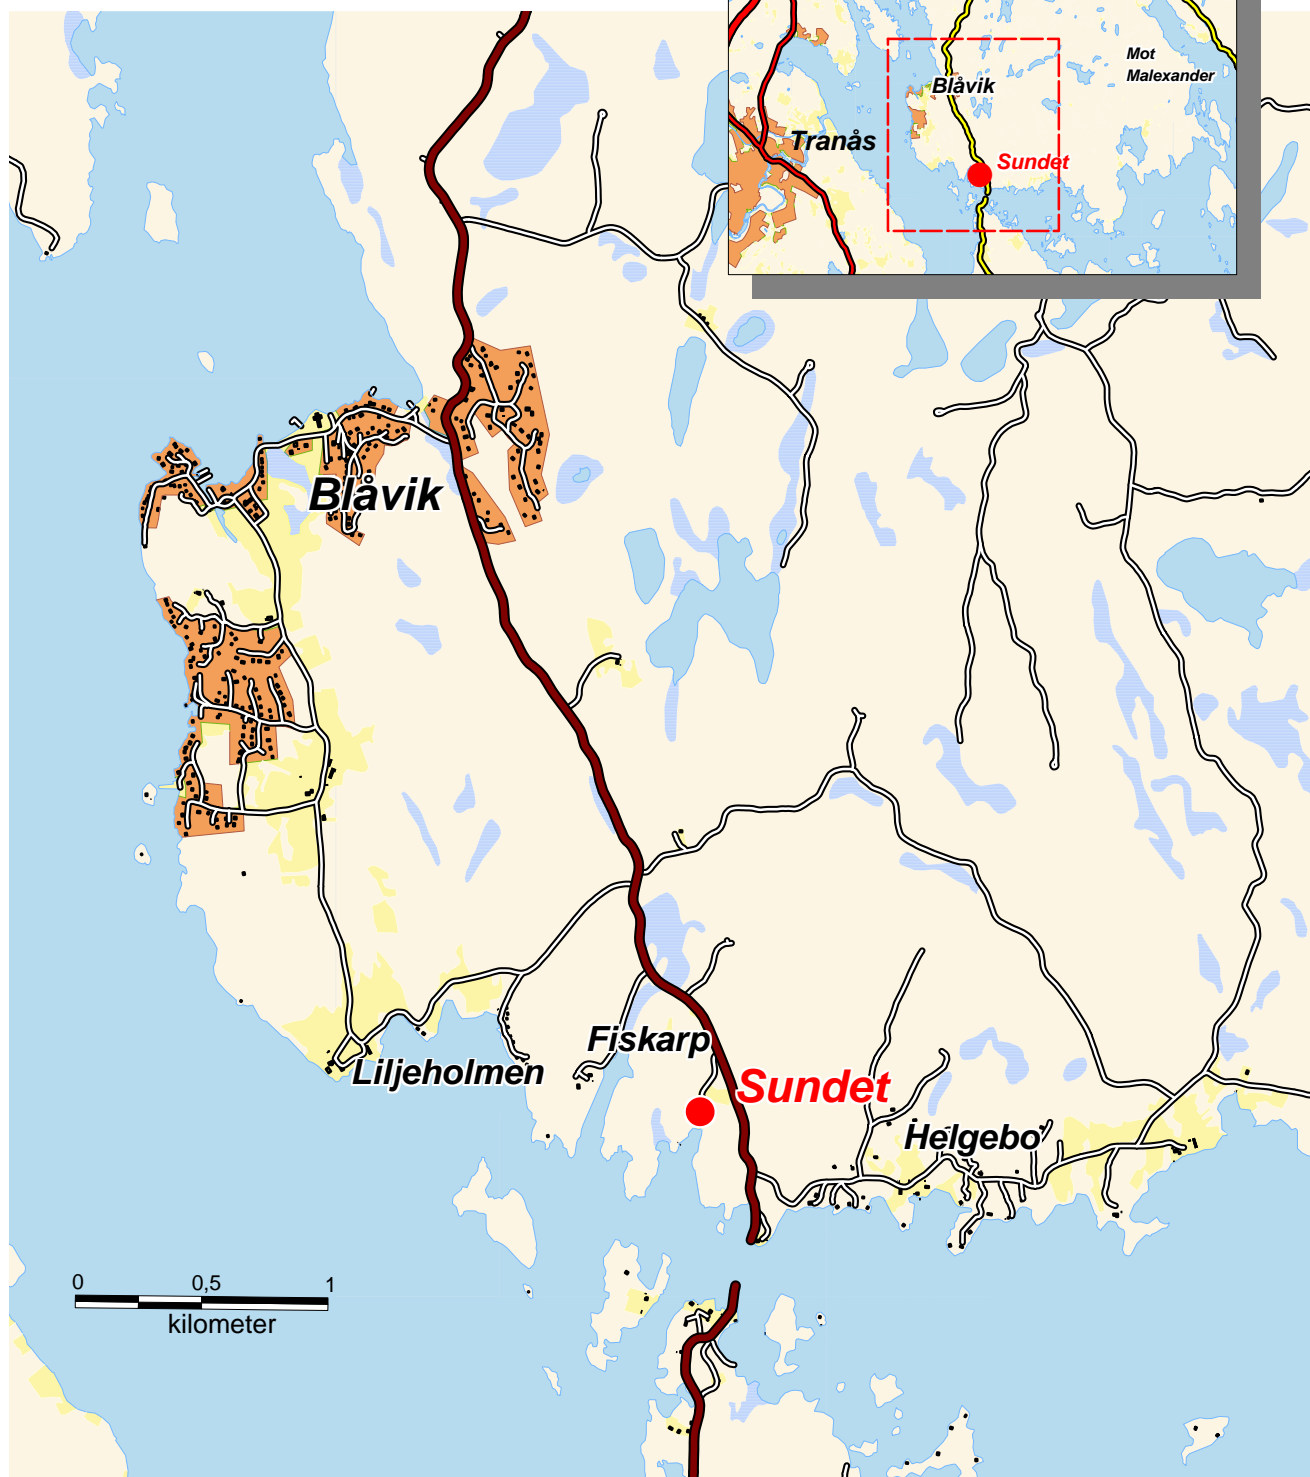 Mot
Malexander
Blåvik
Tranås
Sundet
Blåvik
Fiskarp
Liljeholmen
Sundet
Helgebo
0 0,5 1
kilometer